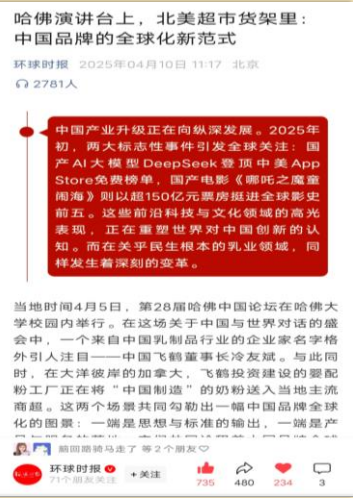 哈佛演讲台上，北美超市货架里：
中国品牌的全球化新范式
环球时报 2025年04月10日 11:17 北京
2781人
中国产业升级正在向纵深发展。2025年
初，两大标志性事件引发全球关注：国
产AI大模型DeepSeek登顶中美App
Store免费榜单，国产电影《哪吒之魔童
闹海》则以超150亿元票房挺进全球影史
前五。这些前沿科技与文化领域的高光
表现，正在重塑世界对中国创新的认
知。而在关乎民生根本的乳业领域，同
样发生着深刻的变革。
当地时间4月5日，第28届哈佛中国论坛在哈佛大
学校园内举行。在这场关于中国与世界对话的盛
会中，一个来自中国乳制品行业的企业家名字格
外引人注目——中国飞鹤董事长冷友斌。与此同
时，在大洋彼岸的加拿大，飞鹤投资建设的婴配
粉工厂正在将“中国制造”的奶粉送入当地主流
商超。这两个场景共同勾勒出一幅中国品牌全球
化的图景：一端是思想与标准的输出，一端是产
脑回路骑马走了 等2个朋友
环球时报
71个朋友关注
+关注
735
480
234
3